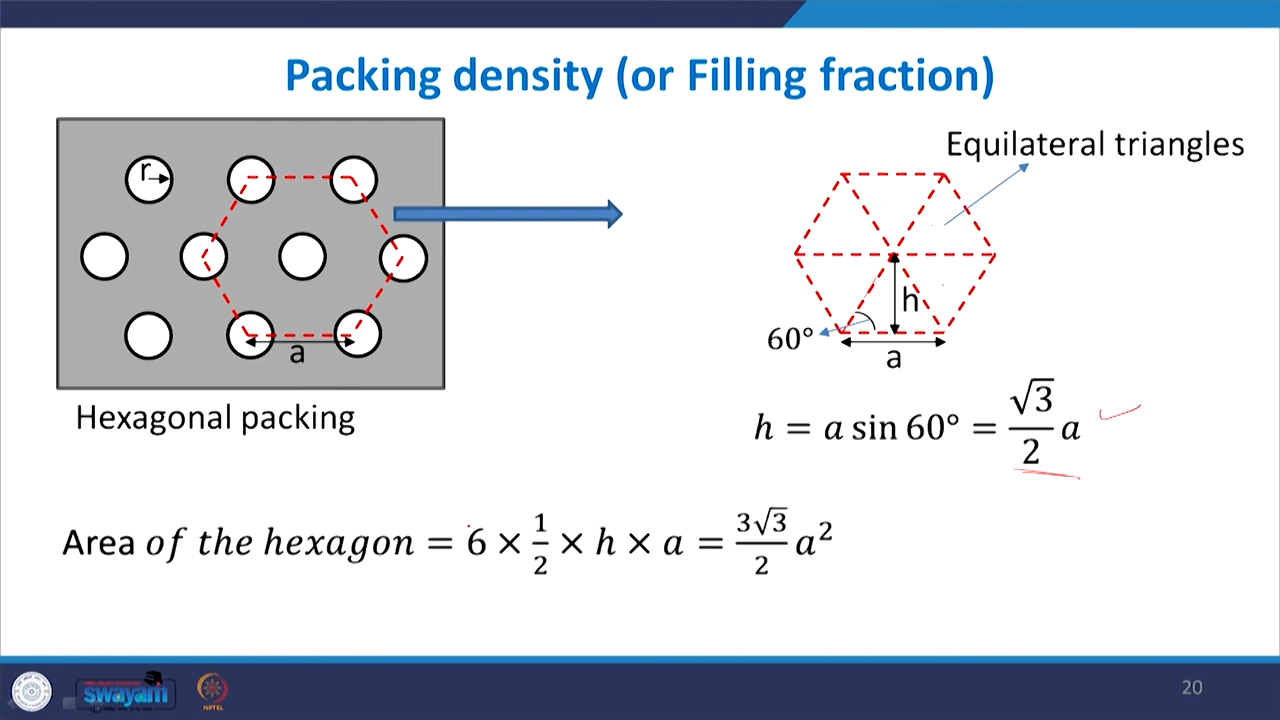 Packing density (or Filling fraction)
Equilateral triangles
r
h
60°
a
a
Hexagonal packing
h = a sin 60° = √3/2 a
Area of the hexagon = 6 × 1/2 × h × a = 3√3/2 a²
swayam
NPTEL
20